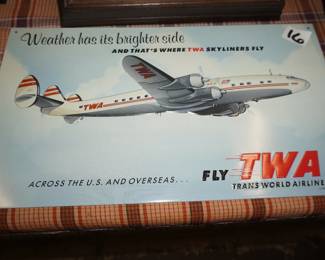 Weather has its brighter side
AND THAT'S WHERE TWA SKYLINERS FLY
16
TWA
TWA
ACROSS THE U.S. AND OVERSEAS...
FLY TWA
TRANS WORLD AIRLINE